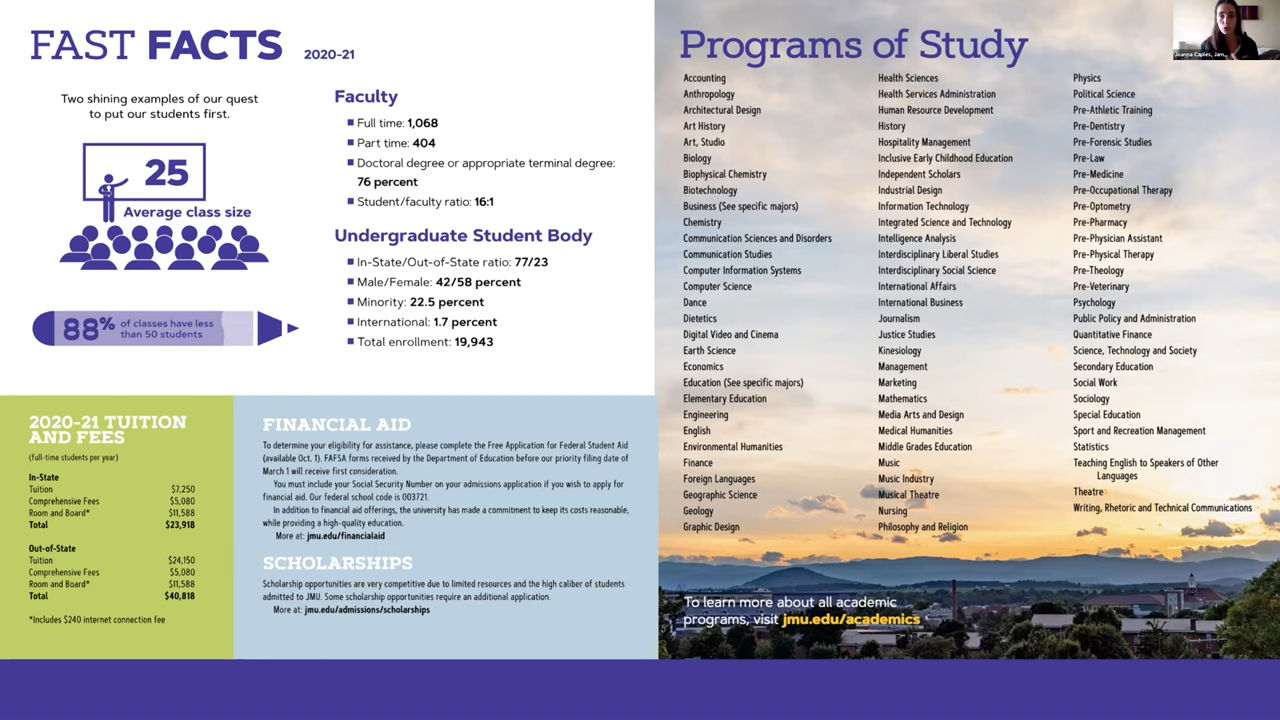 FAST FACTS 2020-21
Two shining examples of our quest
to put our students first.
25
Average class size
88% of classes have less
than 50 students
Faculty
Full time: 1,068
Part time: 404
Doctoral degree or appropriate terminal degree:
76 percent
Student/faculty ratio: 16:1
Undergraduate Student Body
In-State/Out-of-State ratio: 77/23
Male/Female: 42/58 percent
Minority: 22.5 percent
International: 1.7 percent
Total enrollment: 19,943
2020-21 TUITION
AND FEES
(full-time students per year)
In-State
Tuition $7,250
Comprehensive Fees $5,080
Room and Board* $11,588
Total $23,918
Out-of-State
Tuition $24,150
Comprehensive Fees $5,080
Room and Board* $11,588
Total $40,818
*Includes $240 internet connection fee
FINANCIAL AID
To determine your eligibility for assistance, please complete the Free Application for Federal Student Aid
(available Oct. 1). FAFSA forms received by the Department of Education before our priority filing date of
March 1 will receive first consideration.
You must include your Social Security Number on your admissions application if you wish to apply for
financial aid. Our federal school code is 003721.
In addition to financial aid offerings, the university has made a commitment to keep its costs reasonable,
while providing a high-quality education.
More at: jmu.edu/financialaid
SCHOLARSHIPS
Scholarship opportunities are very competitive due to limited resources and the high caliber of students
admitted to JMU. Some scholarship opportunities require an additional application.
More at: jmu.edu/admissions/scholarships
Programs of Study
Accounting
Anthropology
Architectural Design
Art History
Art, Studio
Biology
Biophysical Chemistry
Biotechnology
Business (See specific majors)
Chemistry
Communication Sciences and Disorders
Communication Studies
Computer Information Systems
Computer Science
Dance
Dietetics
Digital Video and Cinema
Earth Science
Economics
Education (See specific majors)
Elementary Education
Engineering
English
Environmental Humanities
Finance
Foreign Languages
Geographic Science
Geology
Graphic Design
Health Sciences
Health Services Administration
Human Resource Development
History
Hospitality Management
Inclusive Early Childhood Education
Independent Scholars
Industrial Design
Information Technology
Integrated Science and Technology
Intelligence Analysis
Interdisciplinary Liberal Studies
Interdisciplinary Social Science
International Affairs
International Business
Journalism
Justice Studies
Kinesiology
Management
Marketing
Mathematics
Media Arts and Design
Medical Humanities
Middle Grades Education
Music
Music Industry
Musical Theatre
Nursing
Philosophy and Religion
Physics
Political Science
Pre-Athletic Training
Pre-Dentistry
Pre-Forensic Studies
Pre-Law
Pre-Medicine
Pre-Occupational Therapy
Pre-Optometry
Pre-Pharmacy
Pre-Physician Assistant
Pre-Physical Therapy
Pre-Theology
Pre-Veterinary
Psychology
Public Policy and Administration
Quantitative Finance
Science, Technology and Society
Secondary Education
Social Work
Sociology
Special Education
Sport and Recreation Management
Statistics
Teaching English to Speakers of Other
Languages
Theatre
Writing, Rhetoric and Technical Communications
To learn more about all academic
programs, visit jmu.edu/academics
Joanna Caples, Jam...